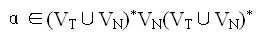 α ∈(V_T ∪ V_N)^*V_N(V_T ∪ V_N)^*